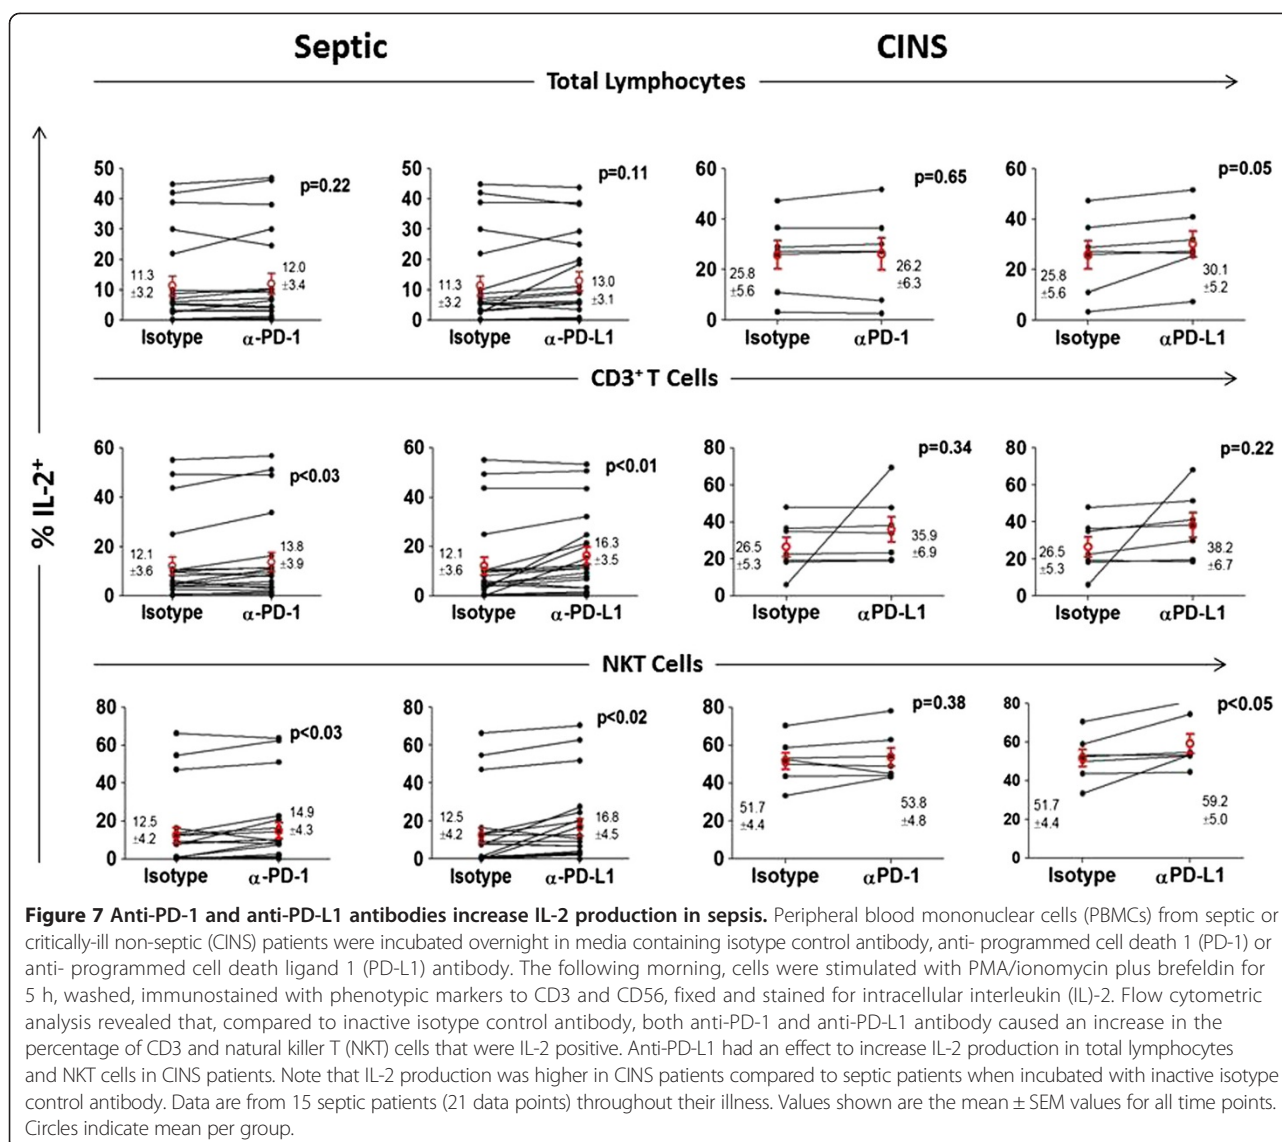 Septic CINS
Total Lymphocytes
% IL-2⁺
50
40
30
20
10
0
p=0.22
11.3
±3.2
12.0
±3.4
Isotype α-PD-1
50
40
30
20
10
0
p=0.11
11.3
±3.2
13.0
±3.1
Isotype α-PD-L1
60
40
20
0
p=0.65
25.8
±5.6
26.2
±6.3
Isotype αPD-1
60
40
20
0
p=0.05
25.8
±5.6
30.1
±5.2
Isotype αPD-L1
CD3⁺ T Cells
60
40
20
0
p<0.03
12.1
±3.6
13.8
±3.9
Isotype α-PD-1
60
40
20
0
p<0.01
12.1
±3.6
16.3
±3.5
Isotype α-PD-L1
80
60
40
20
0
p=0.34
26.5
±5.3
35.9
±6.9
Isotype αPD-L1
80
60
40
20
0
p=0.22
26.5
±5.3
38.2
±6.7
Isotype αPD-L1
NKT Cells
80
60
40
20
0
p<0.03
12.5
±4.2
14.9
±4.3
Isotype α-PD-1
80
60
40
20
0
p<0.02
12.5
±4.2
16.8
±4.5
Isotype α-PD-L1
80
60
40
20
0
p=0.38
51.7
±4.4
53.8
±4.8
Isotype αPD-1
80
60
40
20
0
p<0.05
51.7
±4.4
59.2
±5.0
Isotype αPD-L1
Figure 7 Anti-PD-1 and anti-PD-L1 antibodies increase IL-2 production in sepsis. Peripheral blood mononuclear cells (PBMCs) from septic or
critically-ill non-septic (CINS) patients were incubated overnight in media containing isotype control antibody, anti- programmed cell death 1 (PD-1) or
anti- programmed cell death ligand 1 (PD-L1) antibody. The following morning, cells were stimulated with PMA/ionomycin plus brefeldin for
5 h, washed, immunostained with phenotypic markers to CD3 and CD56, fixed and stained for intracellular interleukin (IL)-2. Flow cytometric
analysis revealed that, compared to inactive isotype control antibody, both anti-PD-1 and anti-PD-L1 antibody caused an increase in the
percentage of CD3 and natural killer T (NKT) cells that were IL-2 positive. Anti-PD-L1 had an effect to increase IL-2 production in total lymphocytes
and NKT cells in CINS patients. Note that IL-2 production was higher in CINS patients compared to septic patients when incubated with inactive isotype
control antibody. Data are from 15 septic patients (21 data points) throughout their illness. Values shown are the mean ± SEM values for all time points.
Circles indicate mean per group.